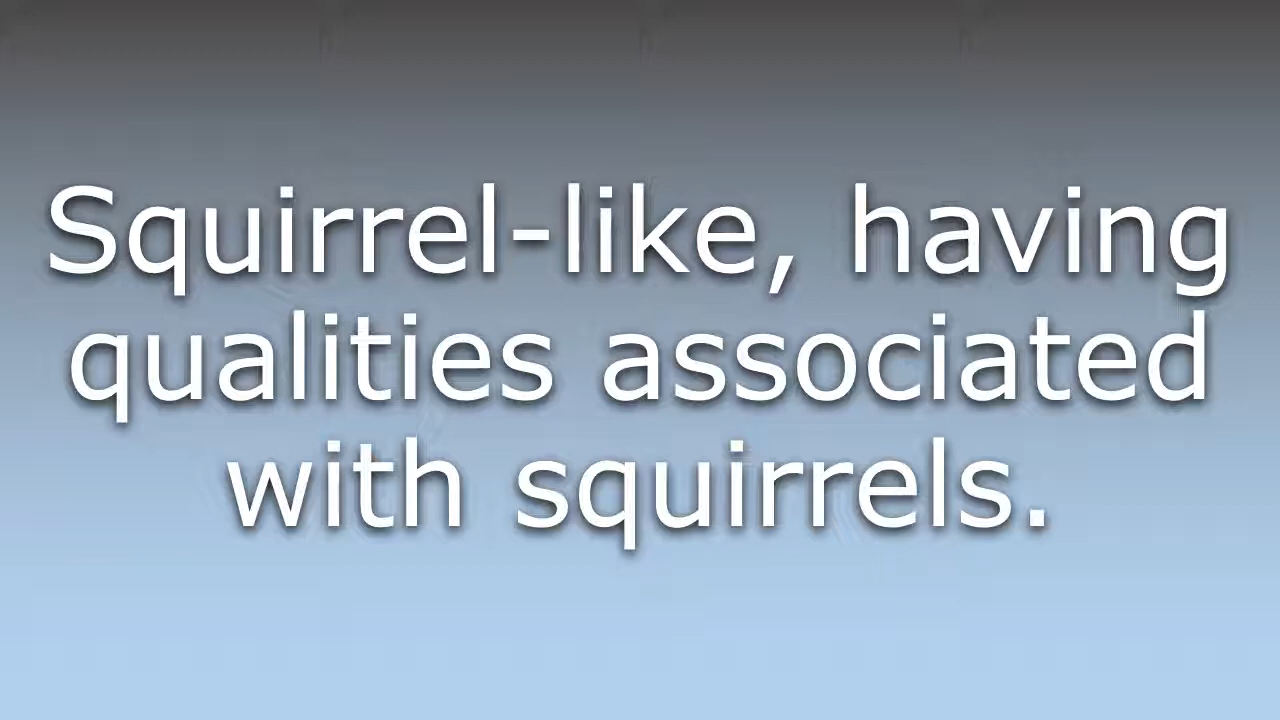 Squirrel-like, having
qualities associated
with squirrels.